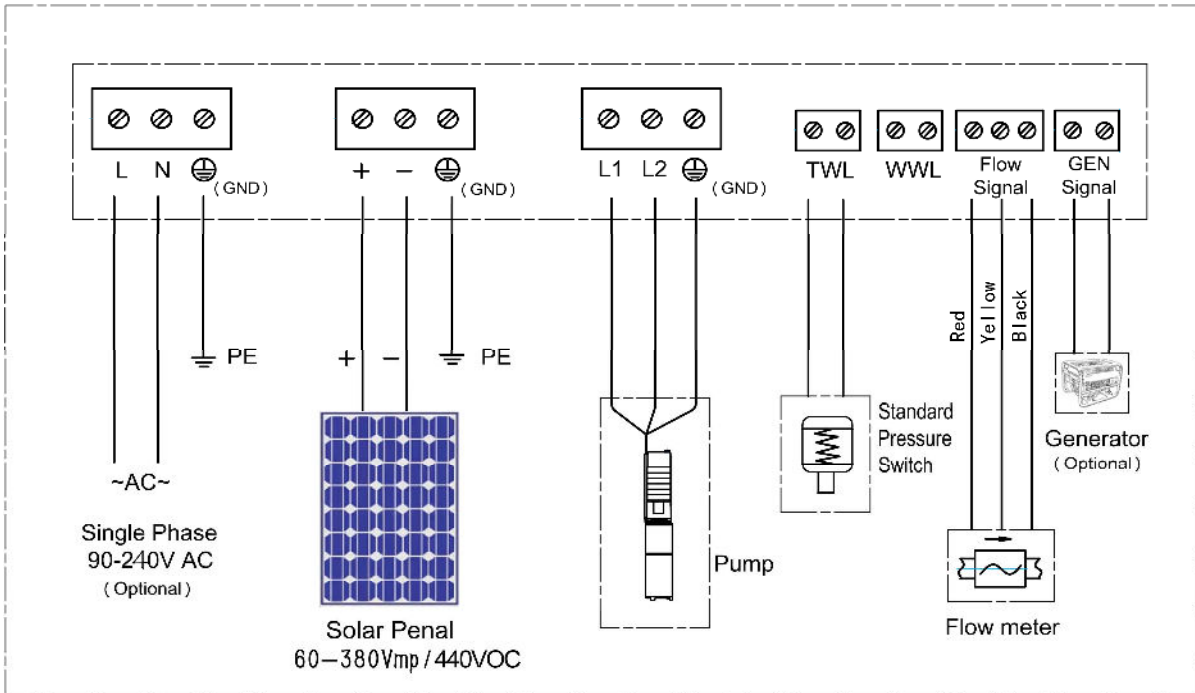 L N (GND)
+ − (GND)
L1 L2 (GND)
TWL
WWL
Flow
Signal
GEN
Signal
PE
+ − PE
Red
Yellow
Black
~AC~
Single Phase
90-240V AC
(Optional)
Solar Penal
60-380Vmp/440VOC
Pump
Standard
Pressure
Switch
Generator
(Optional)
Flow meter